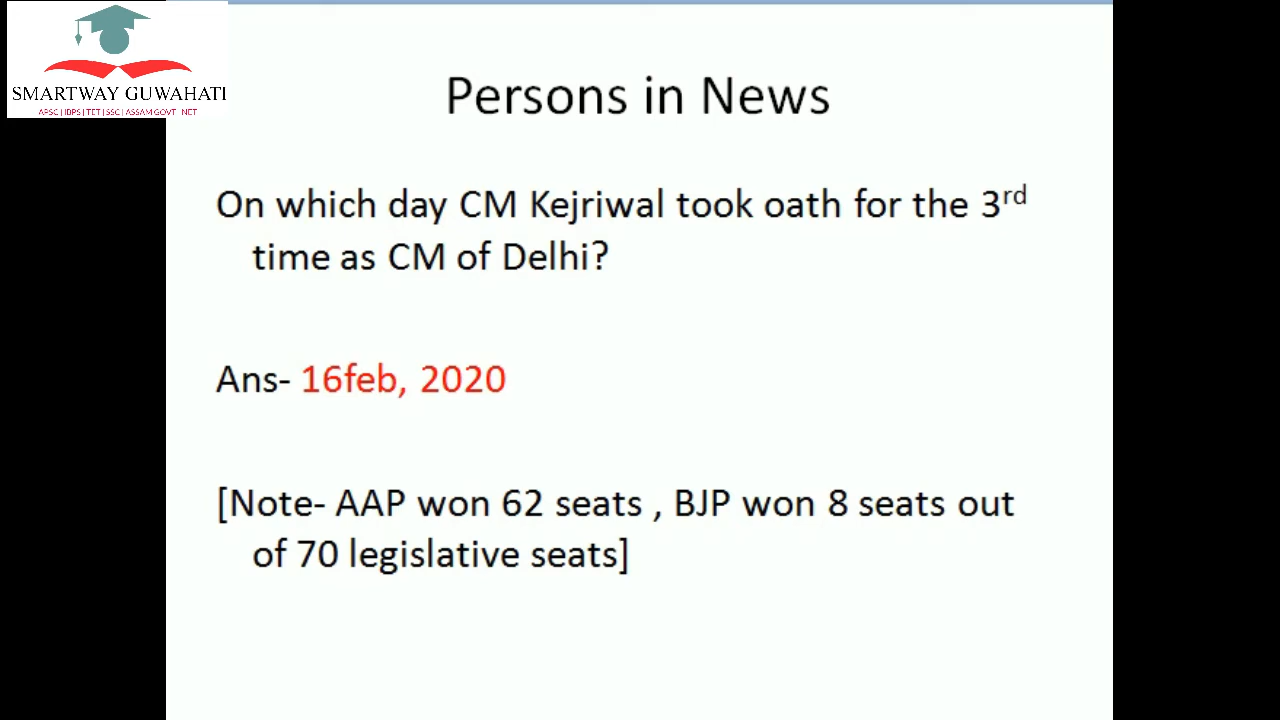 SMARTWAY GUWAHATI
APSC | IBPS | TET | SSC | ASSAM GOVT NET
Persons in News
On which day CM Kejriwal took oath for the 3rd
time as CM of Delhi?
Ans- 16feb, 2020
[Note- AAP won 62 seats , BJP won 8 seats out
of 70 legislative seats]